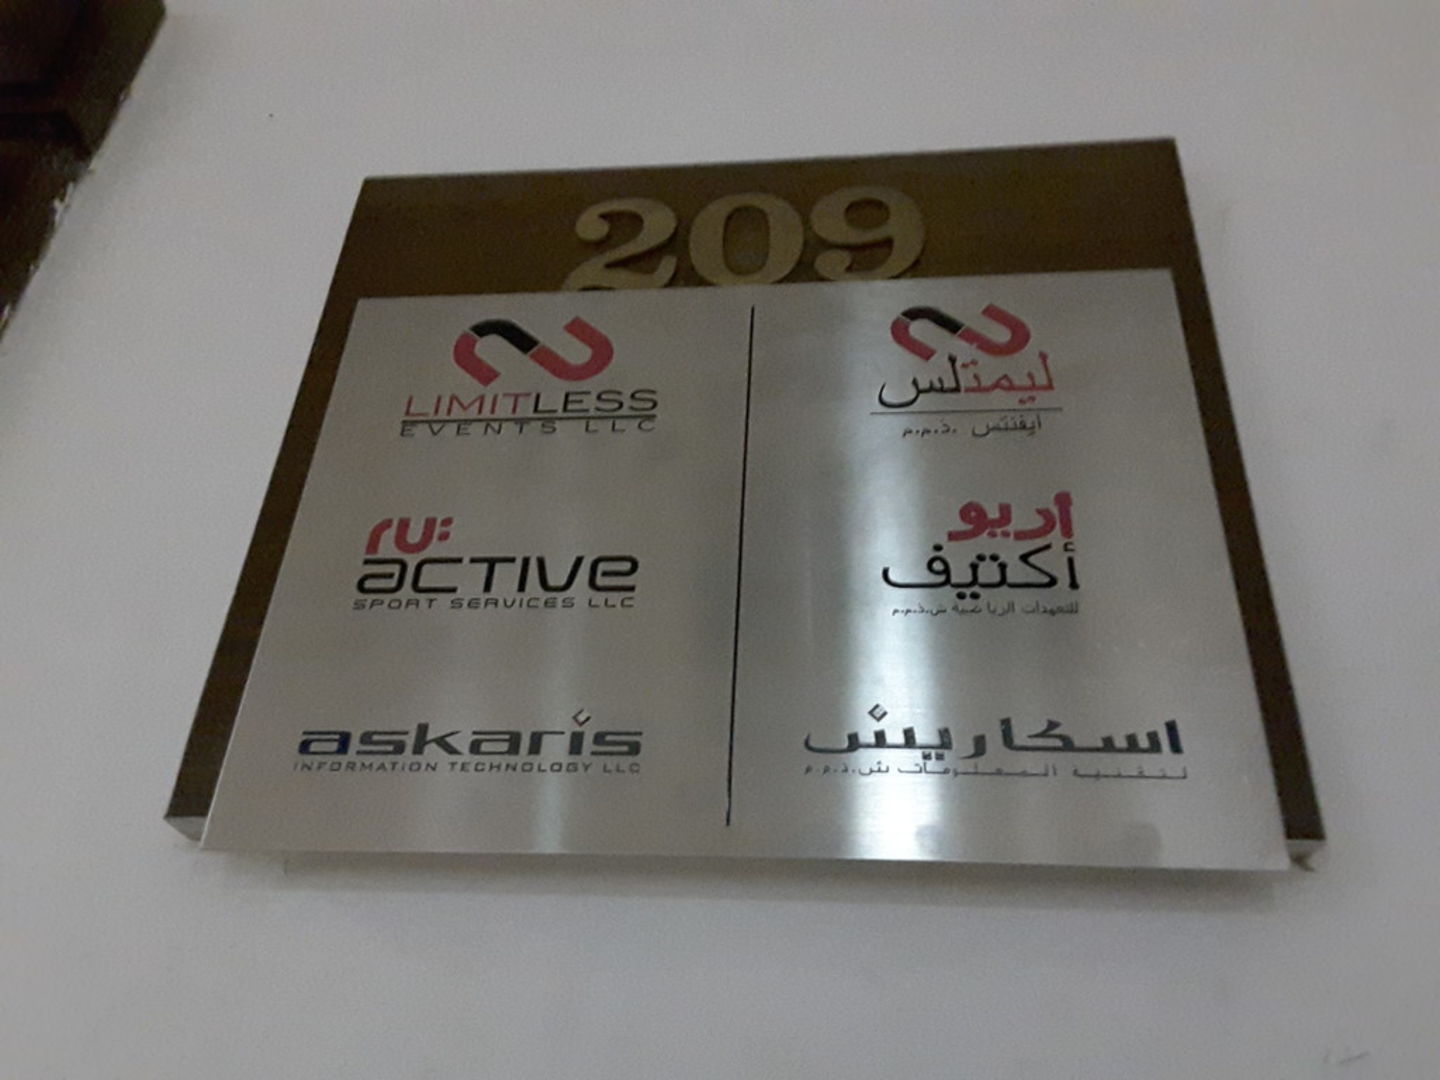 209
LIMITLESS
EVENTS LLC
ru:
active
SPORT SERVICES LLC
askaris
INFORMATION TECHNOLOGY LLC
ليمتلس
أيفنتس .ذ.م.م
اريو
أكتيف
للتعهدات الرياضية ش.ذ.م.م
اسكاريس
لتقنية المعلومات ش.ذ.م.م